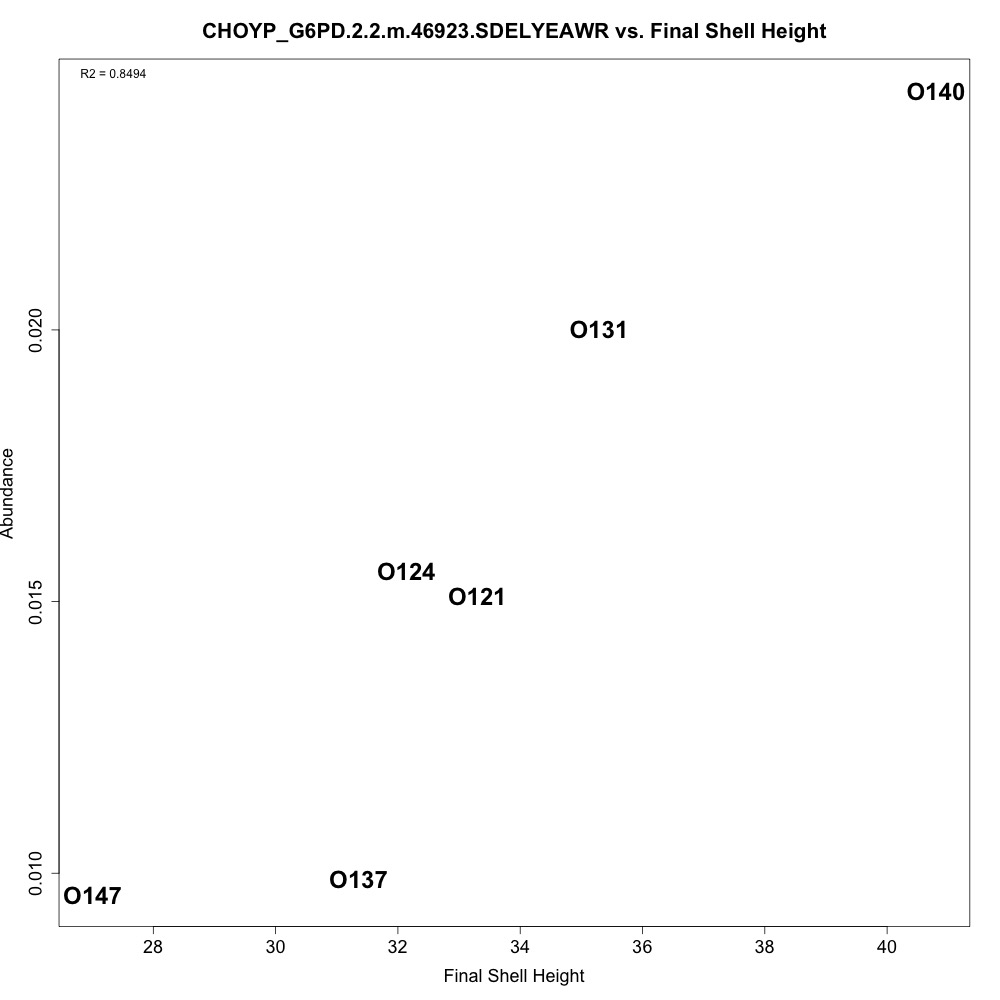 CHOYP_G6PD.2.2.m.46923.SDELYEAWR vs. Final Shell Height
R2 = 0.8494
O140
O131
O124
O121
O137
O147
Abundance
0.020
0.015
0.010
28 30 32 34 36 38 40
Final Shell Height